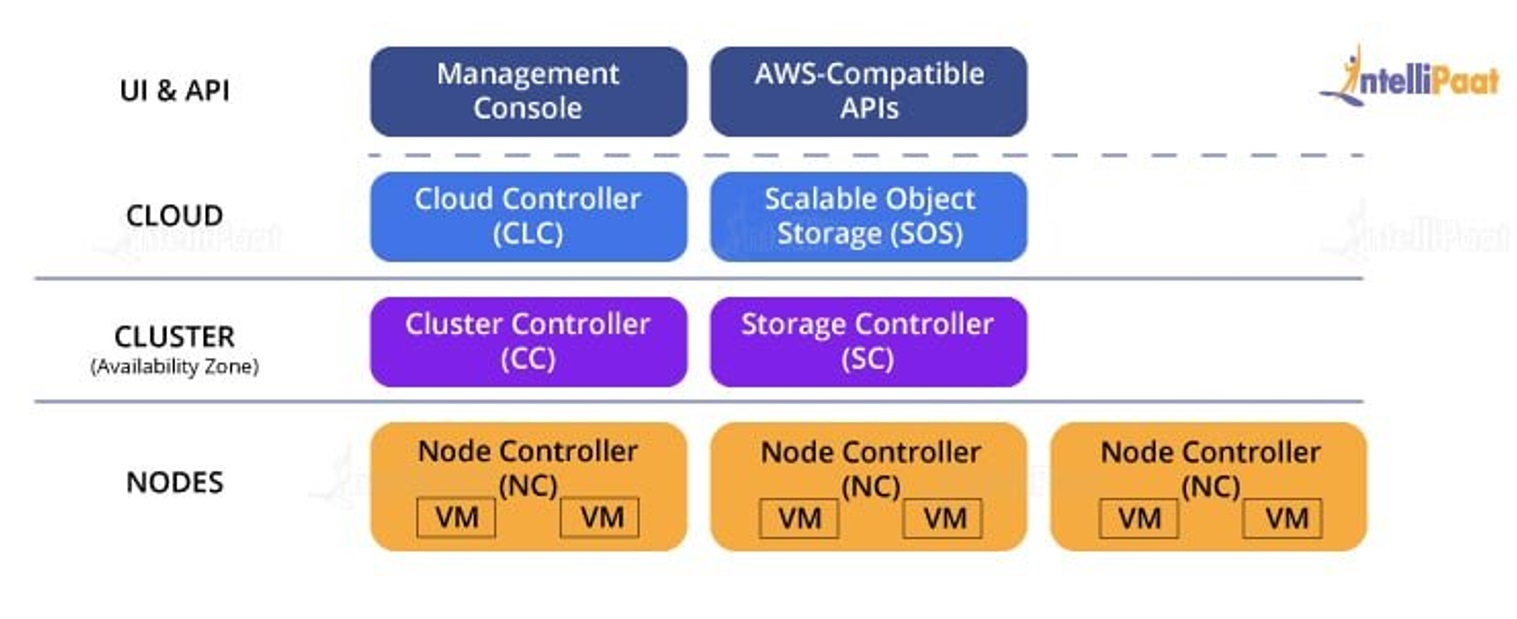 UI & API
Management
Console
AWS-Compatible
APIs
IntelliPaat
CLOUD
Cloud Controller
(CLC)
Scalable Object
Storage (SOS)
IntelliPaat
IntelliPaat
CLUSTER
(Availability Zone)
Cluster Controller
(CC)
Storage Controller
(SC)
NODES
Node Controller
(NC)
VM
VM
Node Controller
(NC)
VM
VM
Node Controller
(NC)
VM
VM